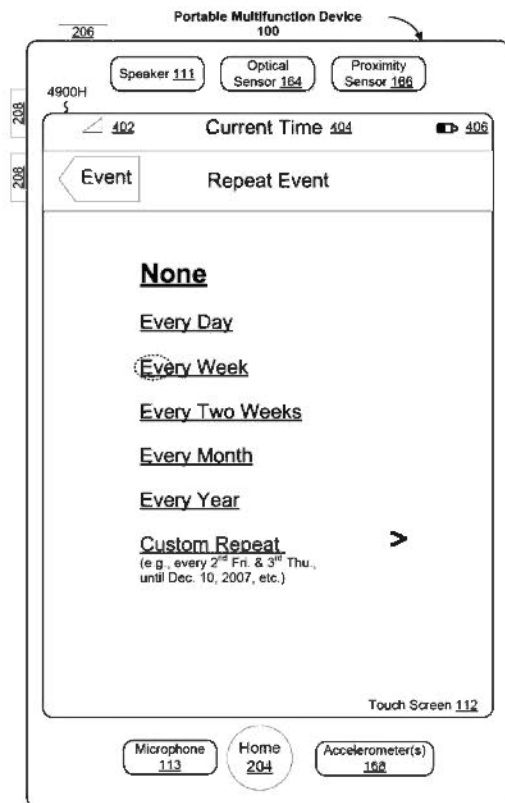 Portable Multifunction Device
100
206
Speaker 111
Optical
Sensor 164
Proximity
Sensor 166
4900H
208
208
402
Current Time 404
406
Event
Repeat Event
None
Every Day
Every Week
Every Two Weeks
Every Month
Every Year
Custom Repeat >
(e.g., every 2nd Fri. & 3rd Thu.,
until Dec. 10, 2007, etc.)
Touch Screen 112
Microphone
113
Home
204
Accelerometer(s)
168